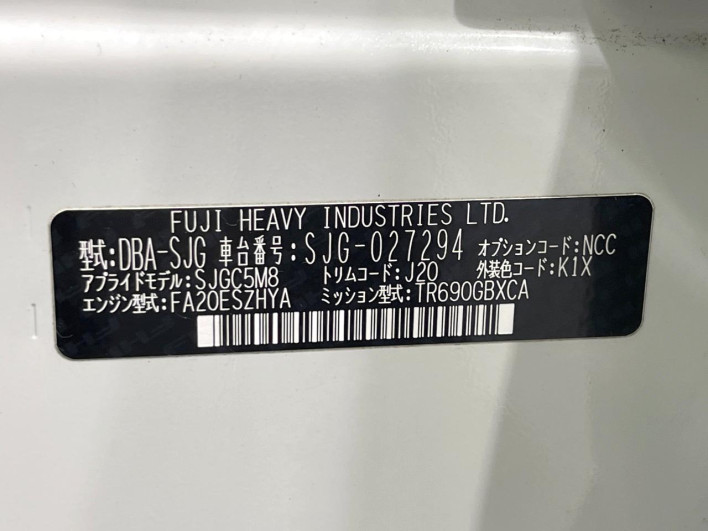 FUJI HEAVY INDUSTRIES LTD.
型式:DBA-SJG 車台番号:SJG-027294 オプションコード:NCC
アプライドモデル:SJGC5M8 トリムコード:J20 外装色コード:K1X
エンジン型式:FA20ESZHYA ミッション型式:TR690GBXCA